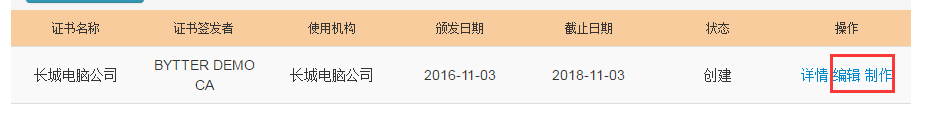 证书名称 证书签发者 使用机构 颁发日期 截止日期 状态 操作
长城电脑公司 BYTTER DEMO CA 长城电脑公司 2016-11-03 2018-11-03 创建 详情 编辑 制作